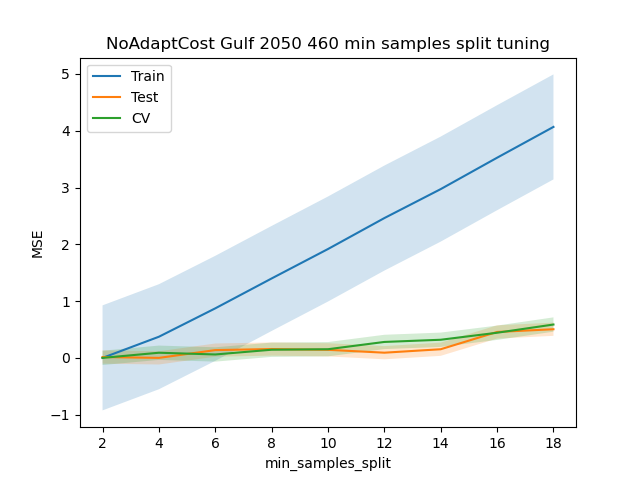 NoAdaptCost Gulf 2050 460 min samples split tuning
Train
Test
CV
5
4
3
2
1
0
−1
MSE
2 4 6 8 10 12 14 16 18
min_samples_split